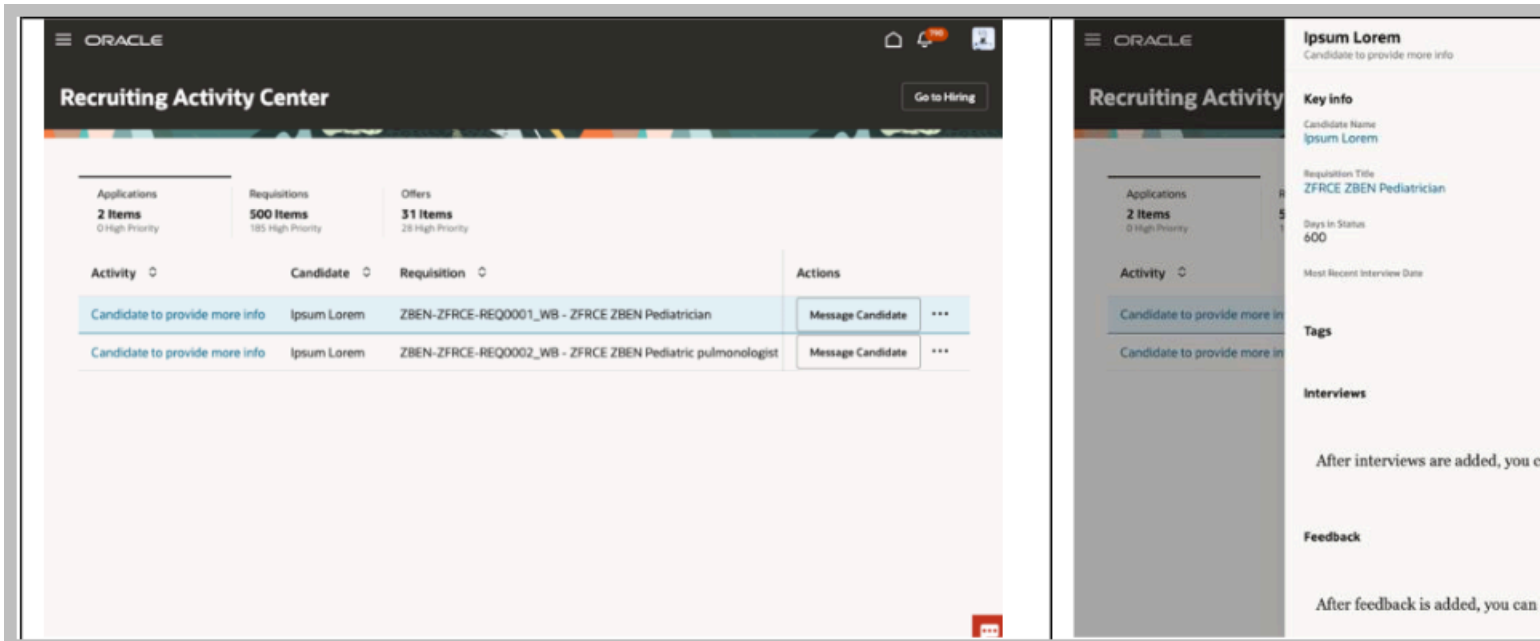 ORACLE
790
Recruiting Activity Center
Go to Hiring
Applications
2 Items
0 High Priority
Requisitions
500 Items
185 High Priority
Offers
31 Items
28 High Priority
Activity Candidate Requisition Actions
Candidate to provide more info Ipsum Lorem ZBEN-ZFRCE-REQ0001_WB - ZFRCE ZBEN Pediatrician Message Candidate ...
Candidate to provide more info Ipsum Lorem ZBEN-ZFRCE-REQ0002_WB - ZFRCE ZBEN Pediatric pulmonologist Message Candidate ...
ORACLE
Recruiting Activity
Applications
2 Items
0 High Priority
R
5
1
Activity
Candidate to provide more in
Candidate to provide more in
Ipsum Lorem
Candidate to provide more info
Key info
Candidate Name
Ipsum Lorem
Requisition Title
ZFRCE ZBEN Pediatrician
Days in Status
600
Most Recent Interview Date
Tags
Interviews
After interviews are added, you c
Feedback
After feedback is added, you can